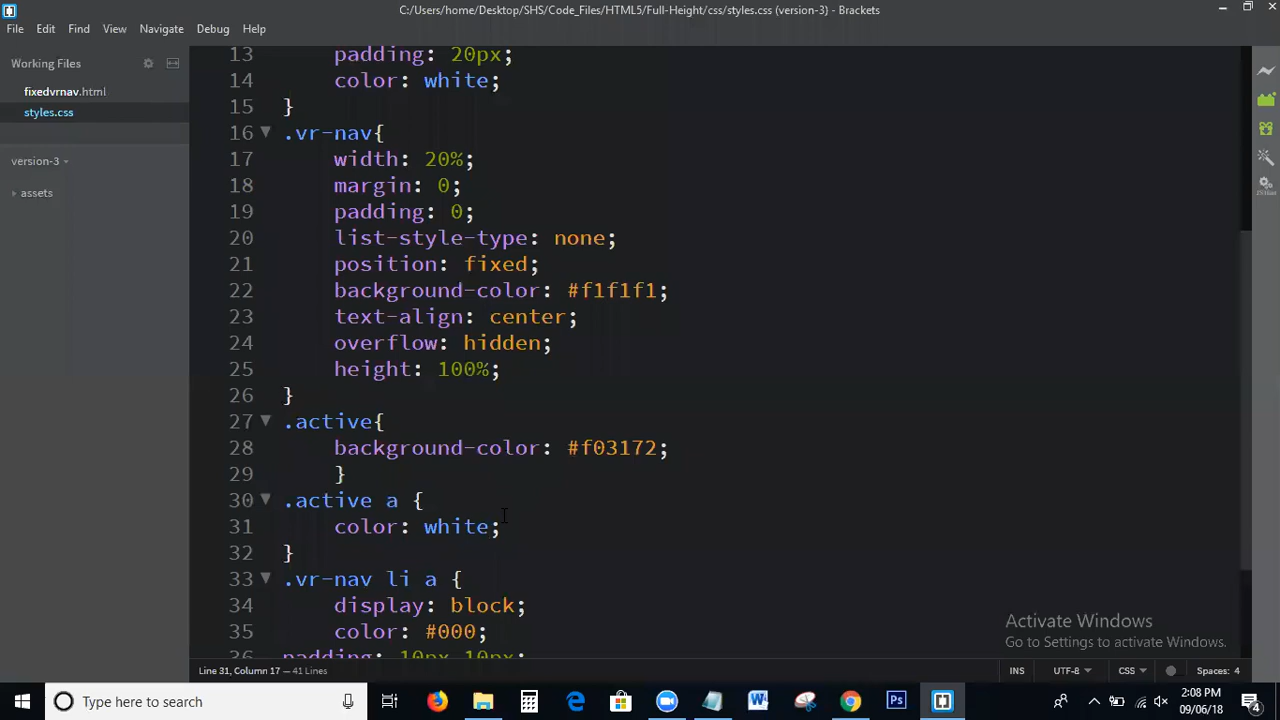 C:/Users/home/Desktop/SHS/Code_Files/HTML5/Full-Height/css/styles.css (version-3) - Brackets
File Edit Find View Navigate Debug Help
Working Files
fixedvrnav.html
styles.css
version-3
assets
13 padding: 20px;
14 color: white;
15 }
16 .vr-nav{
17 width: 20%;
18 margin: 0;
19 padding: 0;
20 list-style-type: none;
21 position: fixed;
22 background-color: #f1f1f1;
23 text-align: center;
24 overflow: hidden;
25 height: 100%;
26 }
27 .active{
28 background-color: #f03172;
29 }
30 .active a {
31 color: white;
32 }
33 .vr-nav li a {
34 display: block;
35 color: #000;
36 padding: 10px 10px;
Activate Windows
Go to Settings to activate Windows.
Line 31, Column 17 — 41 Lines
INS UTF-8 CSS Spaces: 4
Type here to search
2:08 PM
09/06/18
4